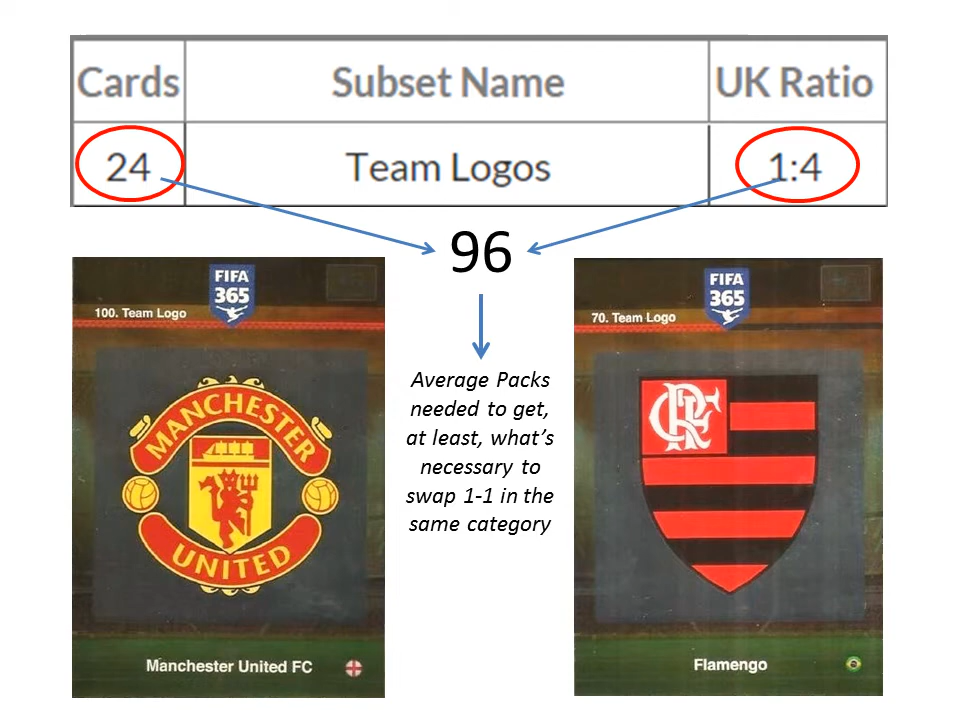 Cards Subset Name UK Ratio
24 Team Logos 1:4
96
FIFA
365
100. Team Logo
MANCHESTER
UNITED
Manchester United FC
Average Packs
needed to get,
at least, what's
necessary to
swap 1-1 in the
same category
FIFA
365
70. Team Logo
CRF
Flamengo